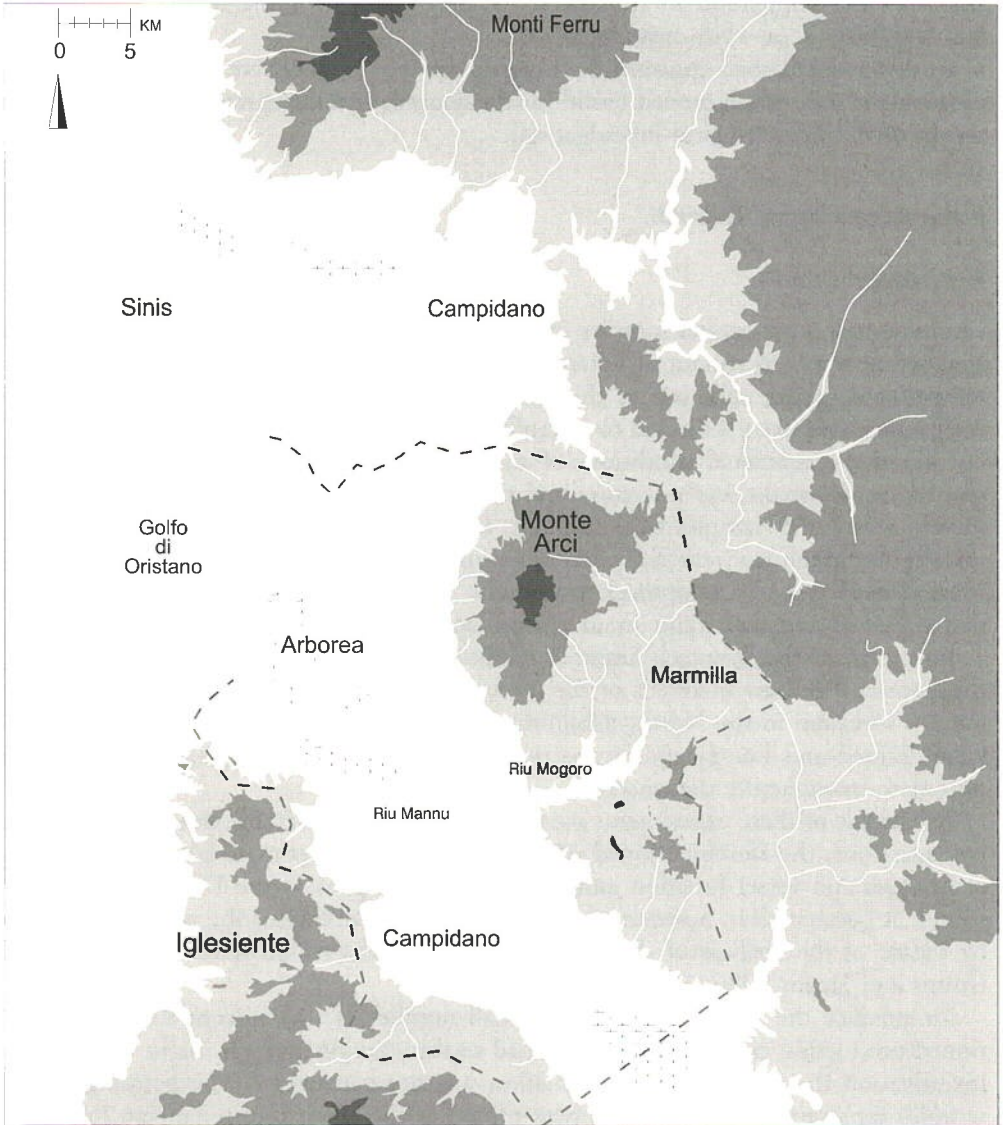 KM
0 5
Monti Ferru
Sinis
Campidano
Monte
Arci
Golfo
di
Oristano
Arborea
Marmilla
Riu Mogoro
Riu Mannu
Iglesiente
Campidano